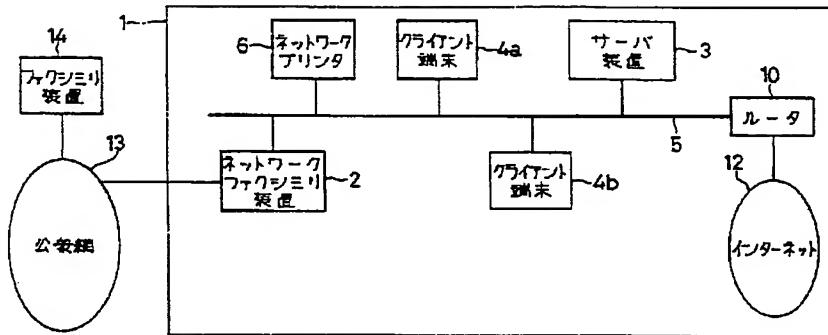 1
14
ファクシミリ
装置
13
公衆網
6
ネットワーク
プリンタ
クライアント
端末
4a
サーバ
装置
3
10
ルータ
5
ネットワーク
ファクシミリ
装置
2
クライアント
端末
4b
12
インターネット